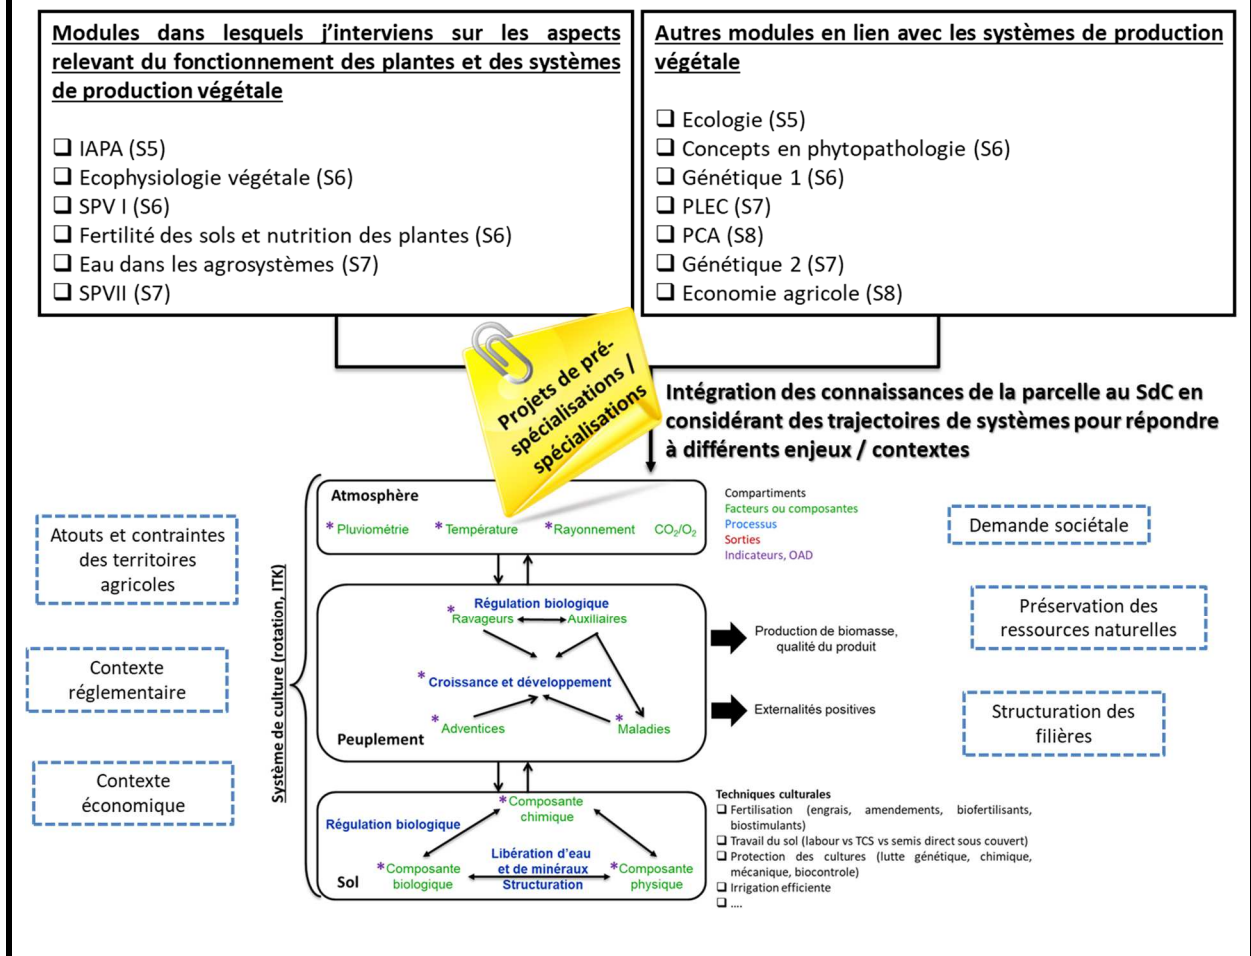 Modules dans lesquels j'interviens sur les aspects
relevant du fonctionnement des plantes et des systèmes
de production végétale
❑ IAPA (S5)
❑ Ecophysiologie végétale (S6)
❑ SPV I (S6)
❑ Fertilité des sols et nutrition des plantes (S6)
❑ Eau dans les agrosystèmes (S7)
❑ SPVII (S7)
Autres modules en lien avec les systèmes de production
végétale
❑ Ecologie (S5)
❑ Concepts en phytopathologie (S6)
❑ Génétique 1 (S6)
❑ PLEC (S7)
❑ PCA (S8)
❑ Génétique 2 (S7)
❑ Economie agricole (S8)
Projets de pré-
spécialisations /
spécialisations
Intégration des connaissances de la parcelle au SdC en
considérant des trajectoires de systèmes pour répondre
à différents enjeux / contextes
Atouts et contraintes
des territoires
agricoles
Contexte
réglementaire
Contexte
économique
Système de culture (rotation, ITK)
Atmosphère
* Pluviométrie
* Température
* Rayonnement
CO2/O2
Compartiments
Facteurs ou composantes
Processus
Sorties
Indicateurs, OAD
Régulation biologique
* Ravageurs
Auxiliaires
* Croissance et développement
* Adventices
* Maladies
Peuplement
Production de biomasse,
qualité du produit
Externalités positives
* Composante
chimique
Régulation biologique
Libération d'eau
et de minéraux
Structuration
* Composante
biologique
* Composante
physique
Sol
Demande sociétale
Préservation des
ressources naturelles
Structuration des
filières
Techniques culturales
❑ Fertilisation (engrais, amendements, biofertilisants,
biostimulants)
❑ Travail du sol (labour vs TCS vs semis direct sous couvert)
❑ Protection des cultures (lutte génétique, chimique,
mécanique, biocontrole)
❑ Irrigation efficiente
❑ ....